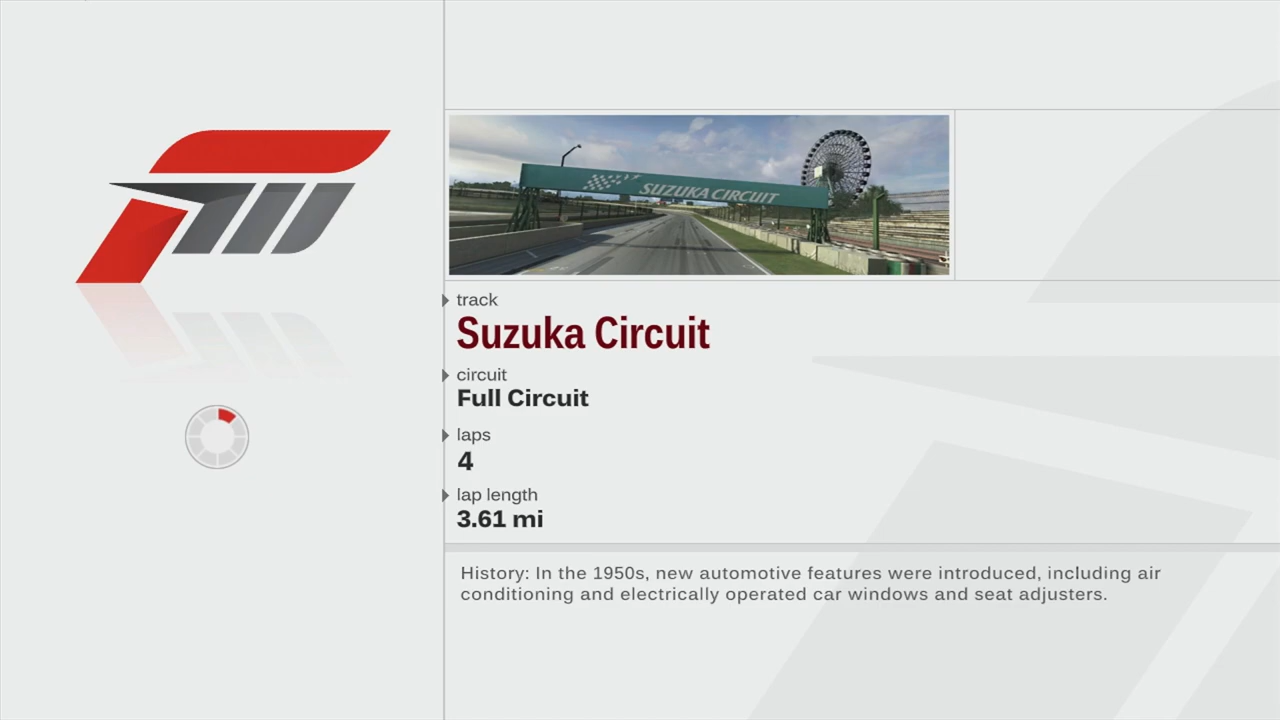 SUZUKA CIRCUIT
track
Suzuka Circuit
circuit
Full Circuit
laps
4
lap length
3.61 mi
History: In the 1950s, new automotive features were introduced, including air
conditioning and electrically operated car windows and seat adjusters.